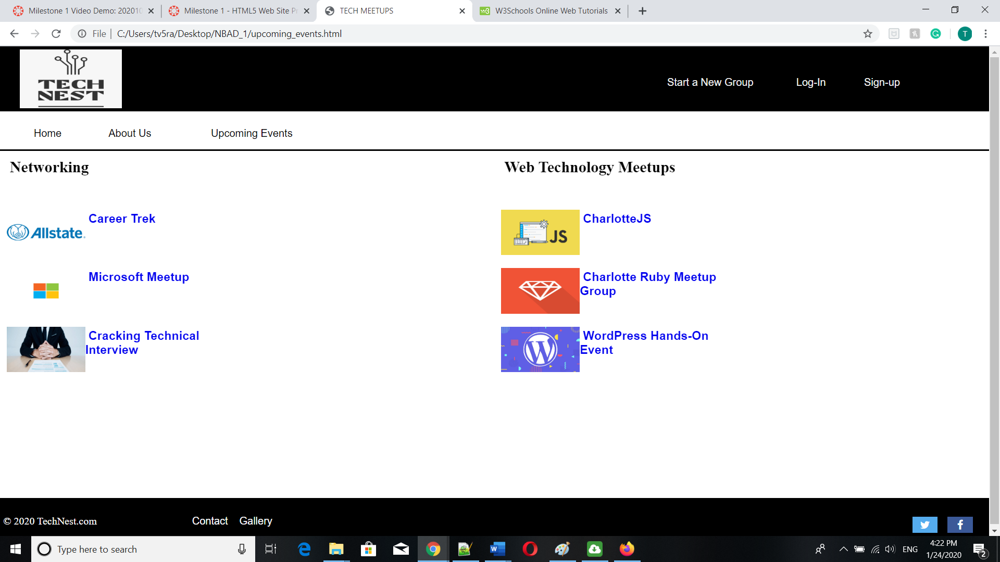 Milestone 1 Video Demo: 202010
Milestone 1 - HTML5 Web Site P
TECH MEETUPS
W3Schools Online Web Tutorials
File
C:/Users/tv5ra/Desktop/NBAD_1/upcoming_events.html
T
TECH
NEST
Start a New Group
Log-In
Sign-up
Home
About Us
Upcoming Events
Networking
Web Technology Meetups
Allstate.
Career Trek
JS
CharlotteJS
Microsoft Meetup
Charlotte Ruby Meetup
Group
Cracking Technical
Interview
WordPress Hands-On
Event
© 2020 TechNest.com
Contact
Gallery
Type here to search
ENG
4:22 PM
1/24/2020
2